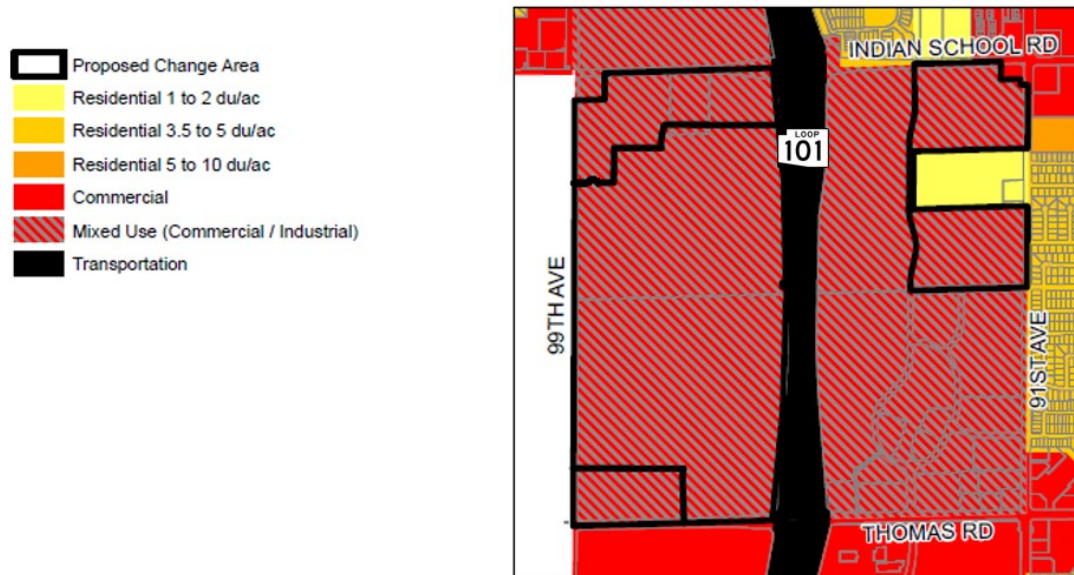 Proposed Change Area
Residential 1 to 2 du/ac
Residential 3.5 to 5 du/ac
Residential 5 to 10 du/ac
Commercial
Mixed Use (Commercial / Industrial)
Transportation
INDIAN SCHOOL RD
LOOP
101
99TH AVE
91ST AVE
THOMAS RD